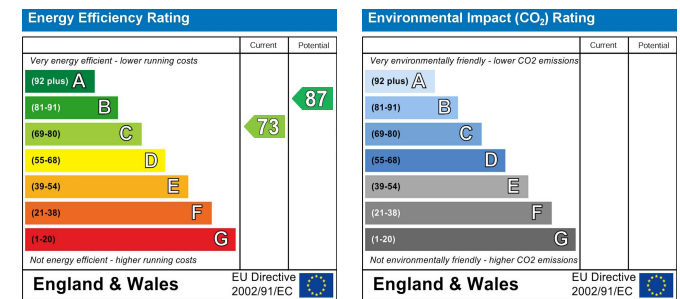 Energy Efficiency Rating
Current Potential
Very energy efficient - lower running costs
(92 plus) A
(81-91) B
87
(69-80) C
73
(55-68) D
(39-54) E
(21-38) F
(1-20) G
Not energy efficient - higher running costs
England & Wales
EU Directive
2002/91/EC
Environmental Impact (CO₂) Rating
Current Potential
Very environmentally friendly - lower CO2 emissions
(92 plus) A
(81-91) B
(69-80) C
(55-68) D
(39-54) E
(21-38) F
(1-20) G
Not environmentally friendly - higher CO2 emissions
England & Wales
EU Directive
2002/91/EC